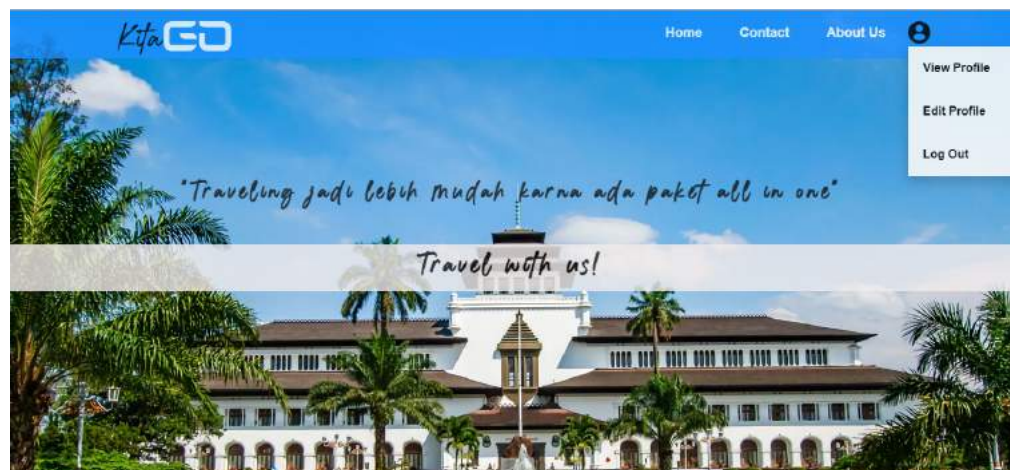 KitaGO
Home Contact About Us
View Profile
Edit Profile
Log Out
"Traveling jadi lebih mudah karna ada paket all in one"
Travel with us!